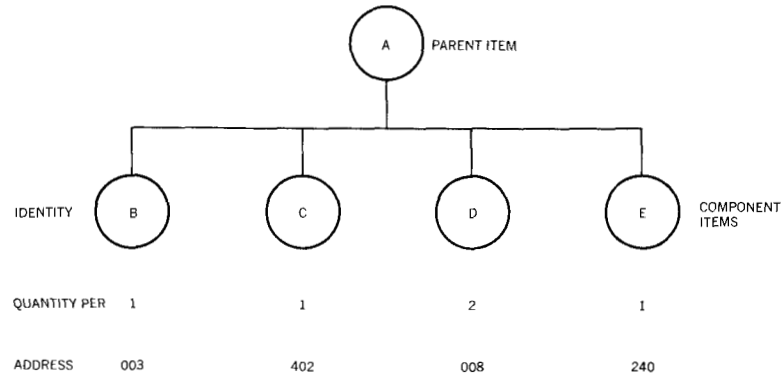 A PARENT ITEM
IDENTITY B C D E COMPONENT
ITEMS
QUANTITY PER 1 1 2 1
ADDRESS 003 402 008 240